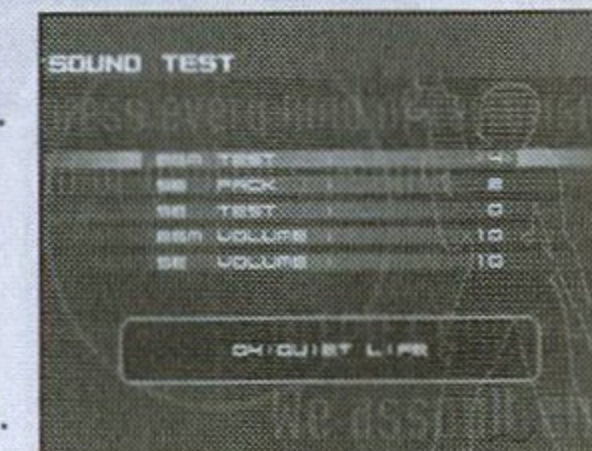 SOUND TEST
BGM TEST 4
SE PACK 2
SE TEST 0
BGM VOLUME 10
SE VOLUME 10
04:QUIET LIFE